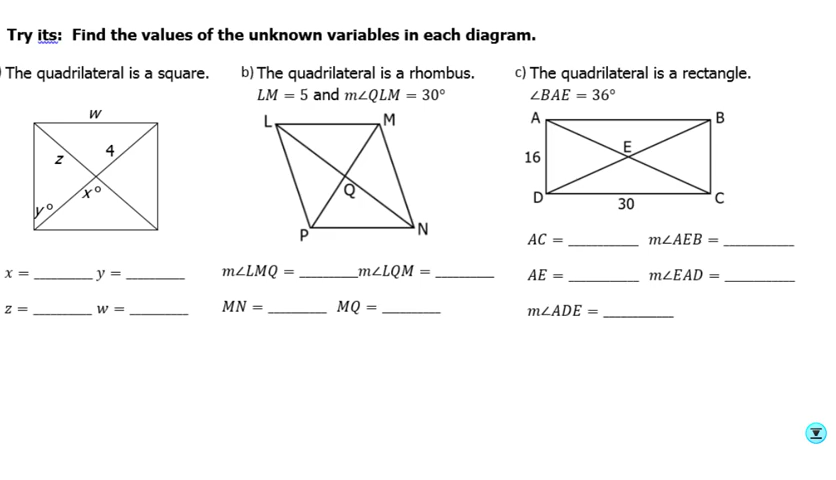 Try its: Find the values of the unknown variables in each diagram.
The quadrilateral is a square.
w
z
4
x°
y°
x = ________ y = ________
z = ________ w = ________
b) The quadrilateral is a rhombus.
LM = 5 and m∠QLM = 30°
L M
Q
P N
m∠LMQ = ________ m∠LQM = ________
MN = ________ MQ = ________
c) The quadrilateral is a rectangle.
∠BAE = 36°
A B
E
16
D C
30
AC = ________ m∠AEB = ________
AE = ________ m∠EAD = ________
m∠ADE = ________